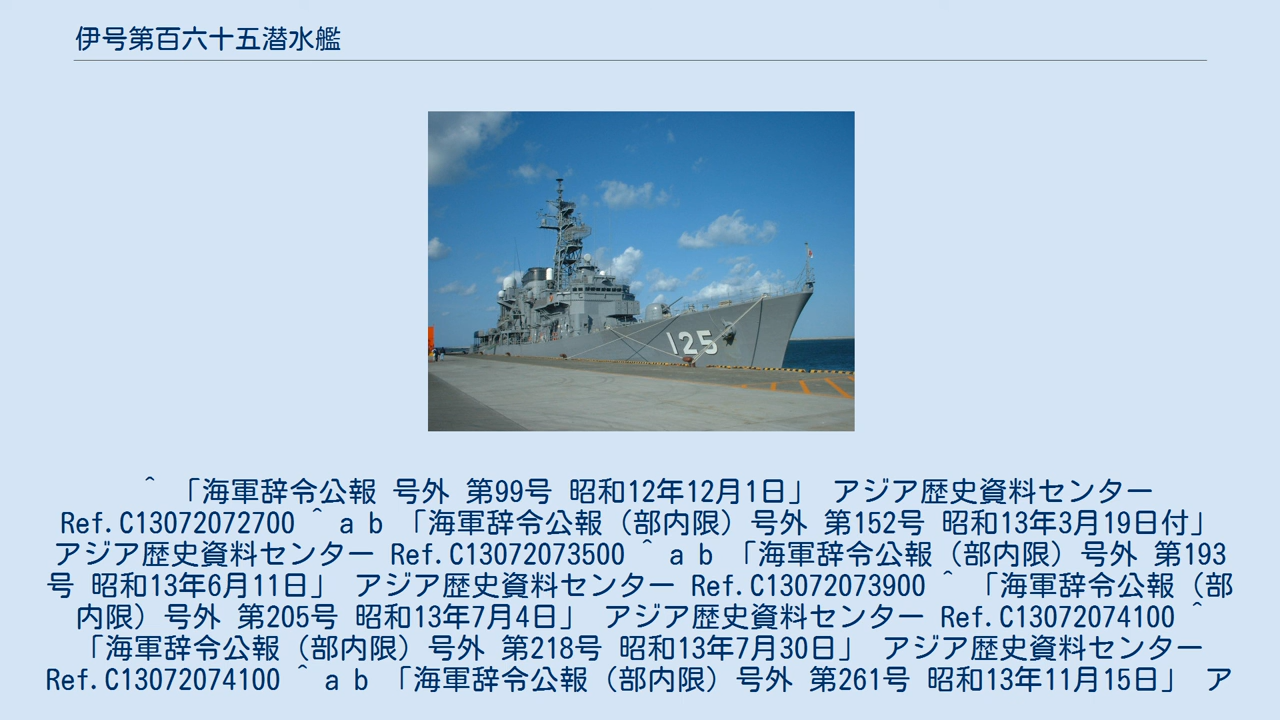 伊号第百六十五潜水艦
125
^ 「海軍辞令公報 号外 第99号 昭和12年12月1日」 アジア歴史資料センター
Ref.C13072072700 ^ a b 「海軍辞令公報（部内限）号外 第152号 昭和13年3月19日付」
アジア歴史資料センター Ref.C13072073500 ^ a b 「海軍辞令公報（部内限）号外 第193
号 昭和13年6月11日」 アジア歴史資料センター Ref.C13072073900 ^ 「海軍辞令公報（部
内限）号外 第205号 昭和13年7月4日」 アジア歴史資料センター Ref.C13072074100 ^
「海軍辞令公報（部内限）号外 第218号 昭和13年7月30日」 アジア歴史資料センター
Ref.C13072074100 ^ a b 「海軍辞令公報（部内限）号外 第261号 昭和13年11月15日」 ア